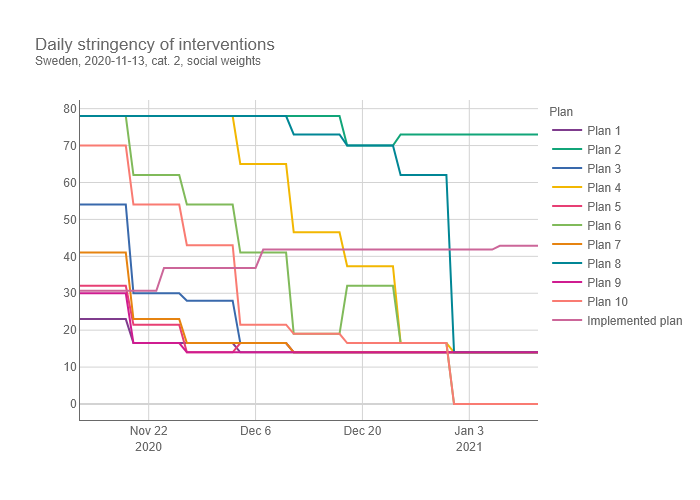 Daily stringency of interventions
Sweden, 2020-11-13, cat. 2, social weights
Plan
80
70
60
50
40
30
20
10
0
Nov 22
2020
Dec 6
Dec 20
Jan 3
2021
Plan 1
Plan 2
Plan 3
Plan 4
Plan 5
Plan 6
Plan 7
Plan 8
Plan 9
Plan 10
Implemented plan